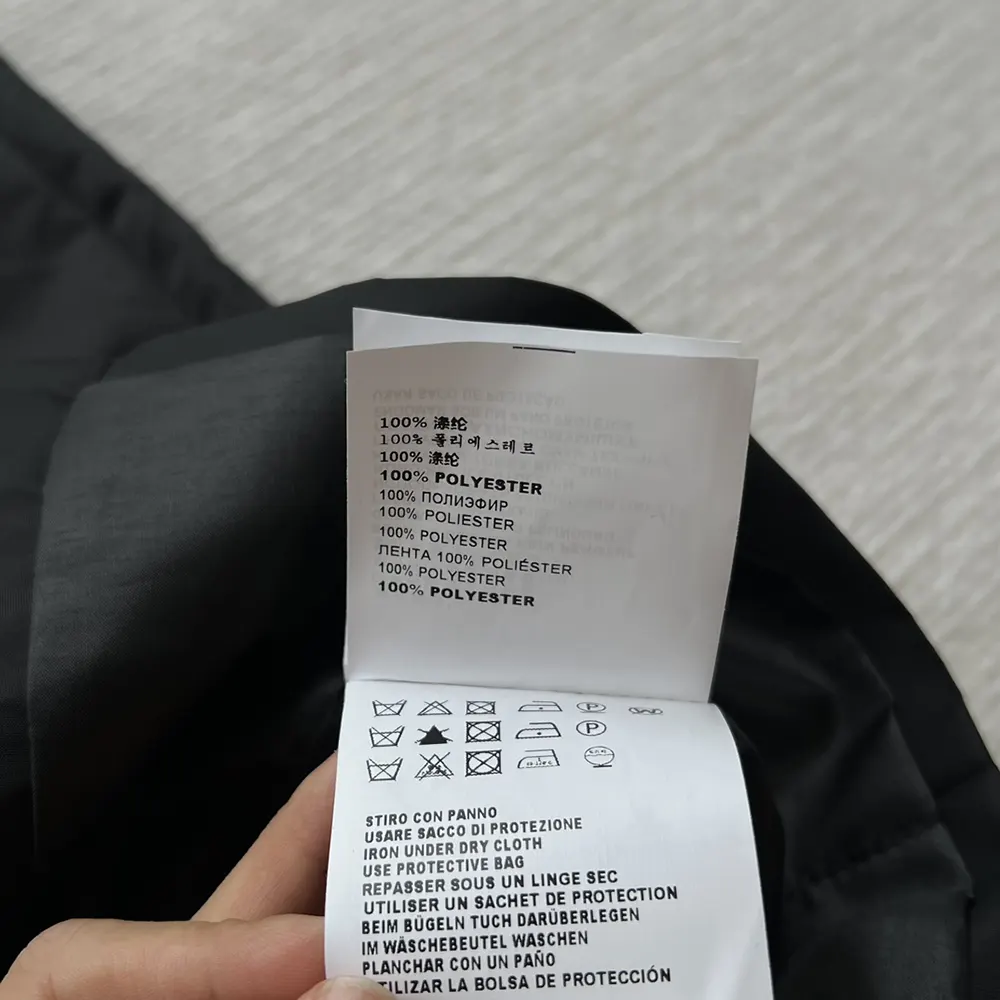 100% 涤纶
100% 폴리에스테르
100% 涤纶
100% POLYESTER
100% ПОЛИЭФИР
100% POLIESTER
100% POLYESTER
ЛЕНТА 100% POLIÉSTER
100% POLYESTER
100% POLYESTER
P
P
STIRO CON PANNO
USARE SACCO DI PROTEZIONE
IRON UNDER DRY CLOTH
USE PROTECTIVE BAG
REPASSER SOUS UN LINGE SEC
UTILISER UN SACHET DE PROTECTION
BEIM BÜGELN TUCH DARÜBERLEGEN
IM WÄSCHEBEUTEL WASCHEN
PLANCHAR CON UN PAÑO
TILIZAR LA BOLSA DE PROTECCIÓN